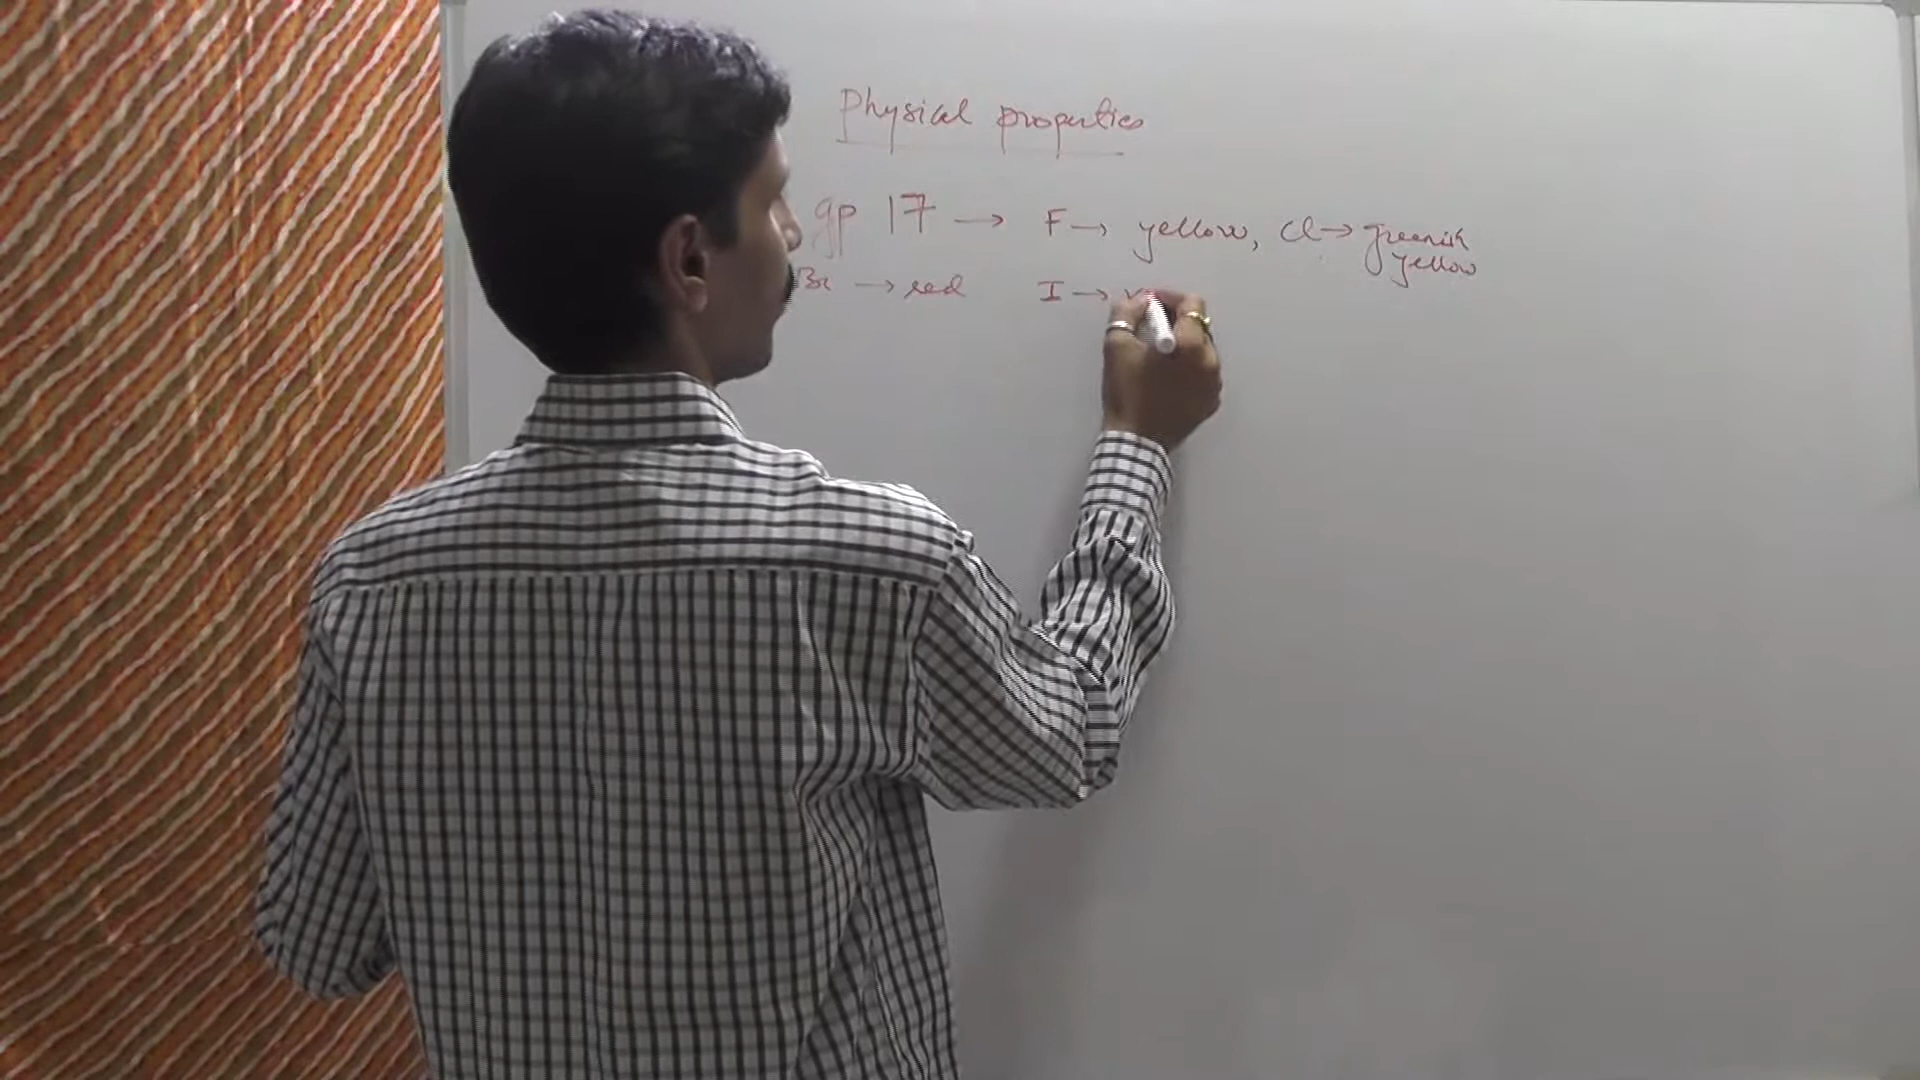 Physical properties
gp 17 → F → yellow, Cl → greenish
yellow
Br → red I →